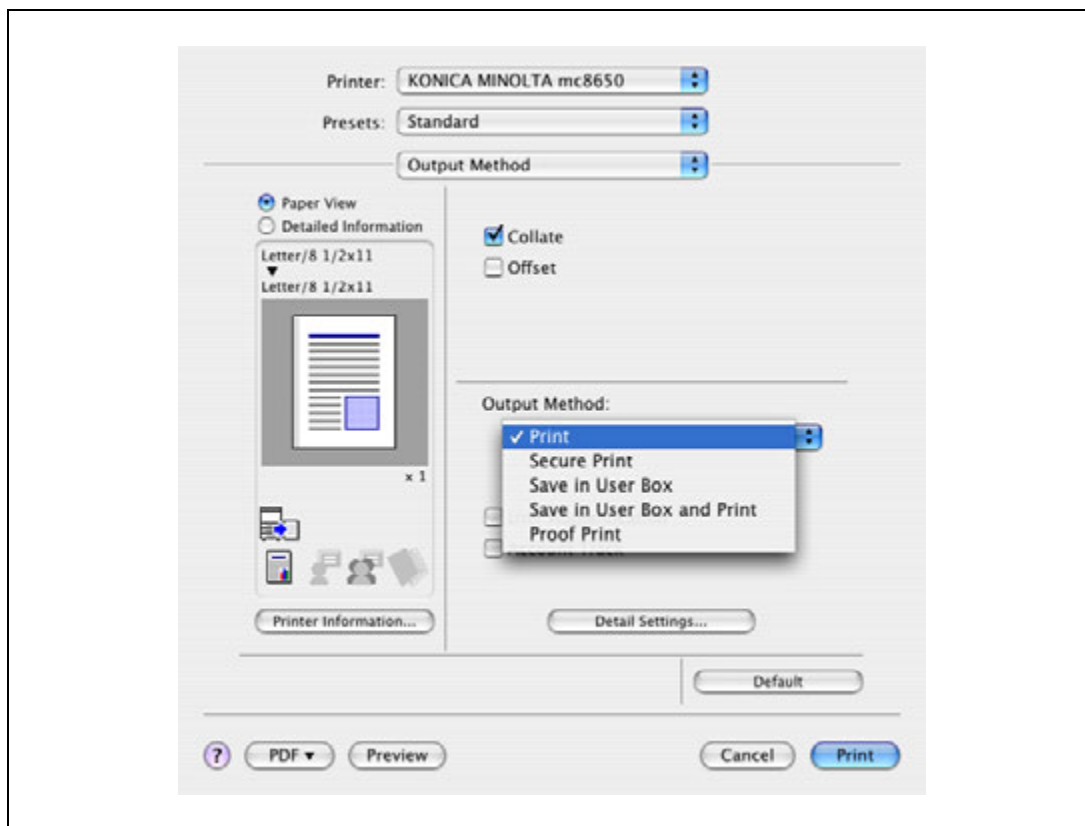 Printer: KONICA MINOLTA mc8650
Presets: Standard
Output Method
Paper View
Detailed Information
Letter/8 1/2x11
Letter/8 1/2x11
x 1
Printer Information...
Collate
Offset
Output Method:
✓ Print
Secure Print
Save in User Box
Save in User Box and Print
Proof Print
Account Track
Detail Settings...
Default
? PDF ▼ Preview Cancel Print